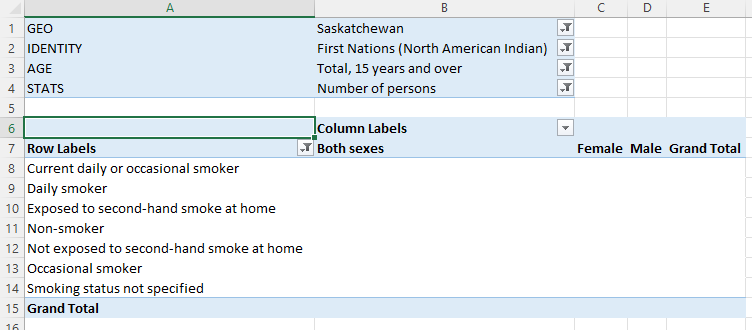 A B C D E
1 GEO Saskatchewan
2 IDENTITY First Nations (North American Indian)
3 AGE Total, 15 years and over
4 STATS Number of persons
5
6 Column Labels
7 Row Labels Both sexes Female Male Grand Total
8 Current daily or occasional smoker
9 Daily smoker
10 Exposed to second-hand smoke at home
11 Non-smoker
12 Not exposed to second-hand smoke at home
13 Occasional smoker
14 Smoking status not specified
15 Grand Total
16